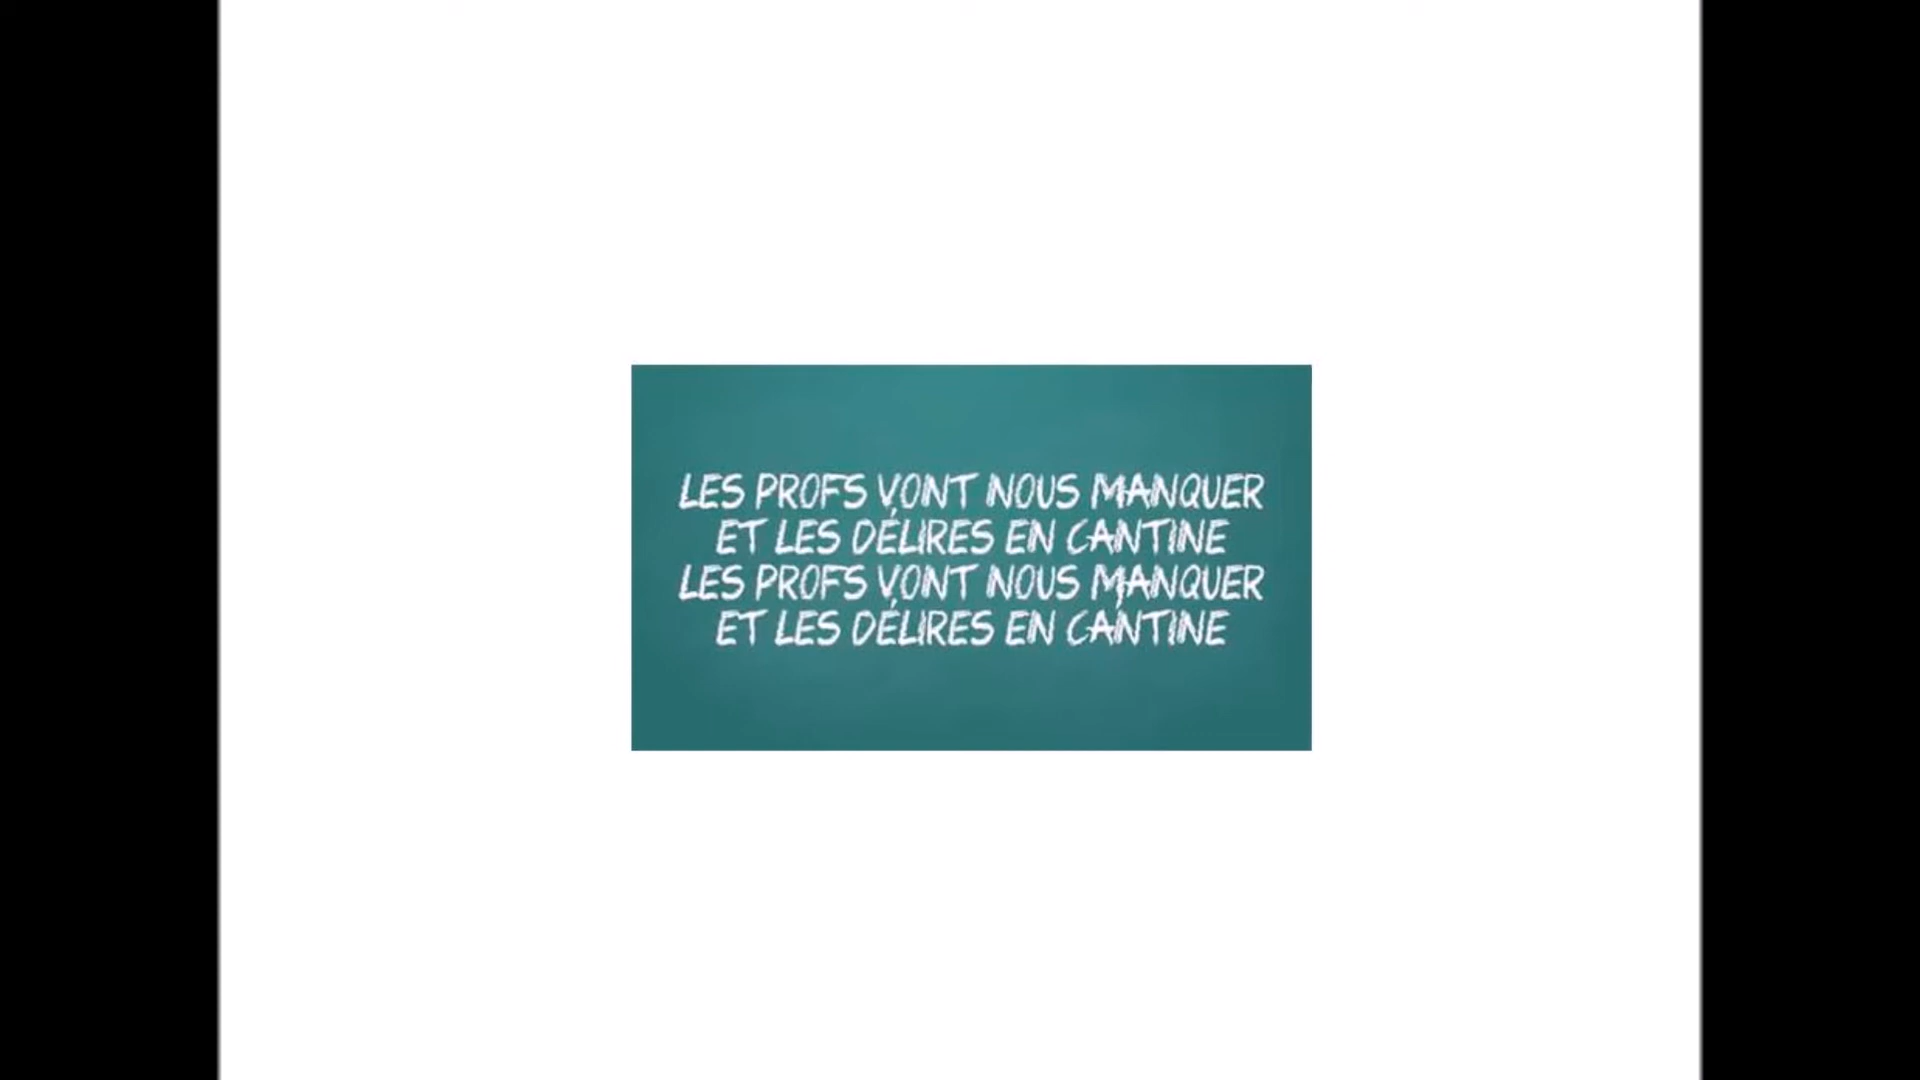 LES PROFS VONT NOUS MANQUER
ET LES DÉLIRES EN CANTINE
LES PROFS VONT NOUS MANQUER
ET LES DÉLIRES EN CANTINE